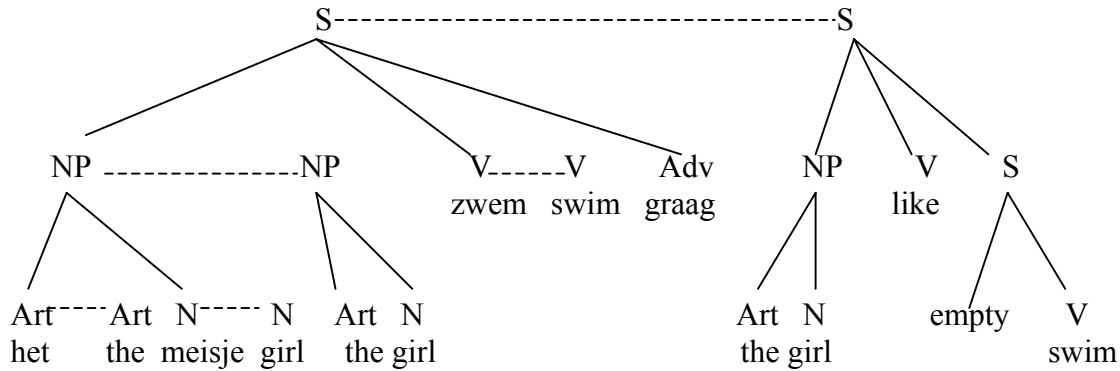 S S
NP NP V V Adv NP V S
zwem swim graag like
Art Art N N Art N Art N empty V
het the meisje girl the girl the girl swim